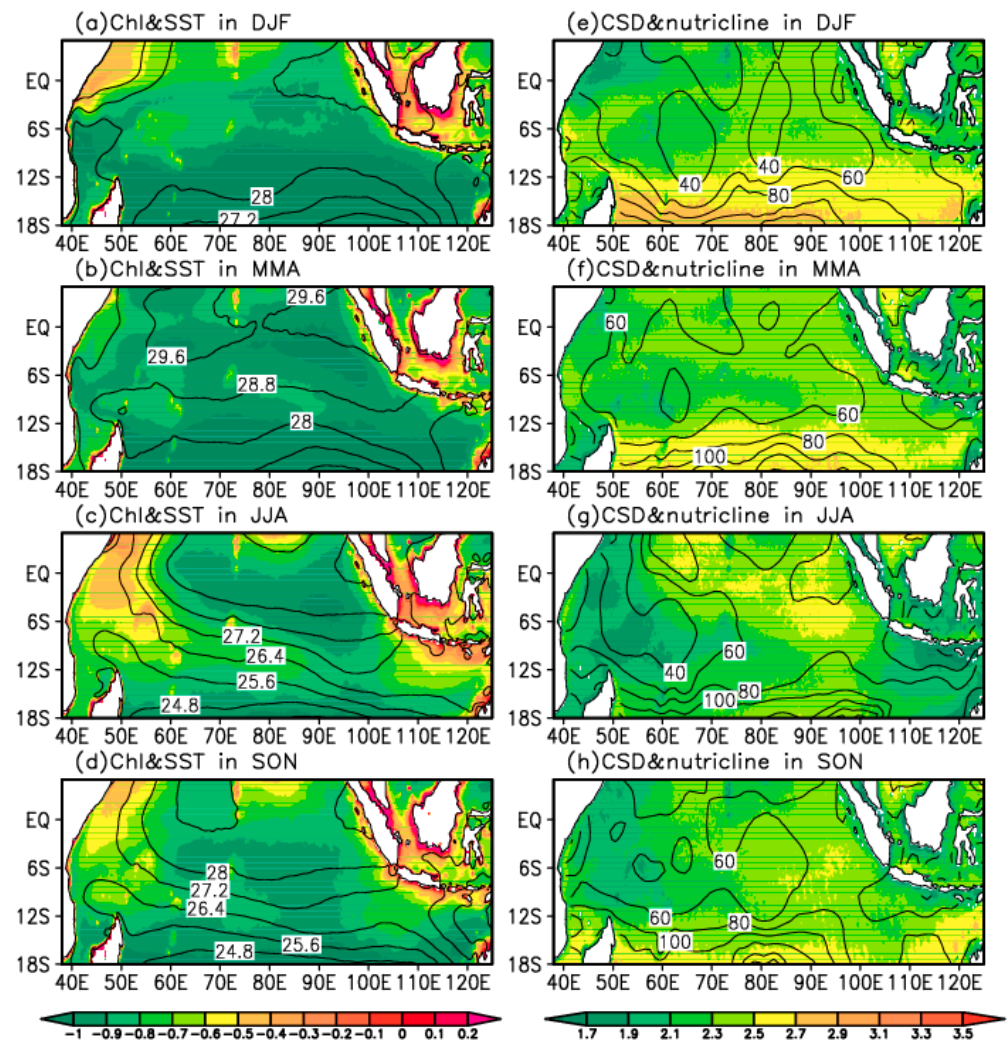 (a)Chl&SST in DJF
(e)CSD&nutricline in DJF
EQ
6S
12S
18S
28
27.2
40E 50E 60E 70E 80E 90E 100E 110E 120E
EQ
6S
12S
18S
40
40
60
80
40E 50E 60E 70E 80E 90E 100E 110E 120E
(b)Chl&SST in MMA
(f)CSD&nutricline in MMA
EQ
6S
12S
18S
29.6
29.6
28.8
28
40E 50E 60E 70E 80E 90E 100E 110E 120E
EQ
6S
12S
18S
60
60
80
100
40E 50E 60E 70E 80E 90E 100E 110E 120E
(c)Chl&SST in JJA
(g)CSD&nutricline in JJA
EQ
6S
12S
18S
27.2
26.4
25.6
24.8
40E 50E 60E 70E 80E 90E 100E 110E 120E
EQ
6S
12S
18S
60
40
80
100
40E 50E 60E 70E 80E 90E 100E 110E 120E
(d)Chl&SST in SON
(h)CSD&nutricline in SON
EQ
6S
12S
18S
28
27.2
26.4
25.6
24.8
40E 50E 60E 70E 80E 90E 100E 110E 120E
EQ
6S
12S
18S
60
60
80
100
40E 50E 60E 70E 80E 90E 100E 110E 120E
-1 -0.9 -0.8 -0.7 -0.6 -0.5 -0.4 -0.3 -0.2 -0.1 0 0.1 0.2
1.7 1.9 2.1 2.3 2.5 2.7 2.9 3.1 3.3 3.5